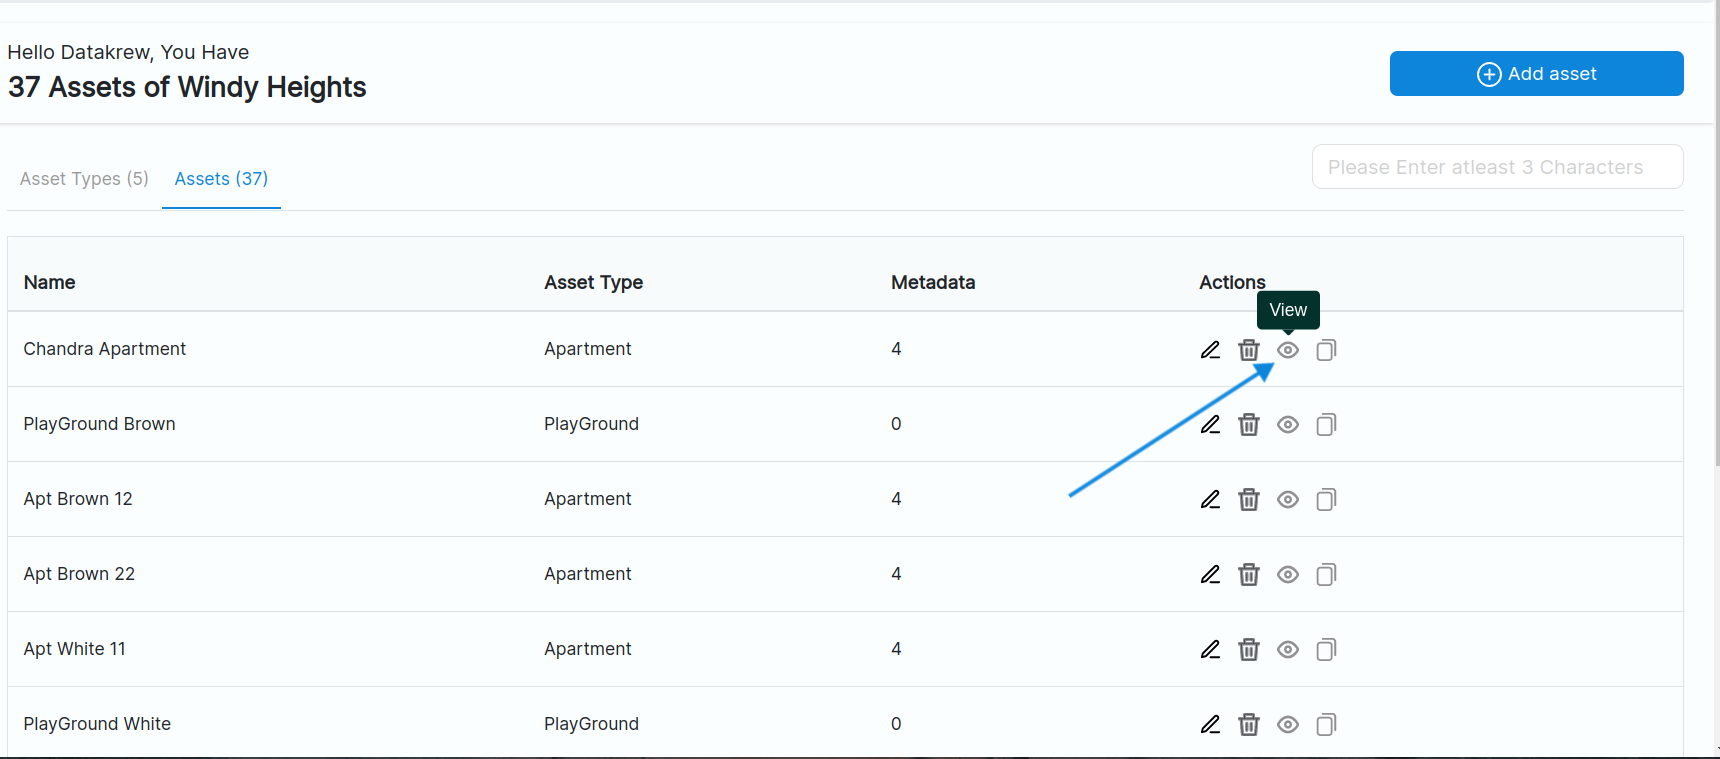 Hello Datakrew, You Have
37 Assets of Windy Heights
Add asset
Asset Types (5) Assets (37)
Please Enter atleast 3 Characters
Name Asset Type Metadata Actions
View
Chandra Apartment Apartment 4
PlayGround Brown PlayGround 0
Apt Brown 12 Apartment 4
Apt Brown 22 Apartment 4
Apt White 11 Apartment 4
PlayGround White PlayGround 0